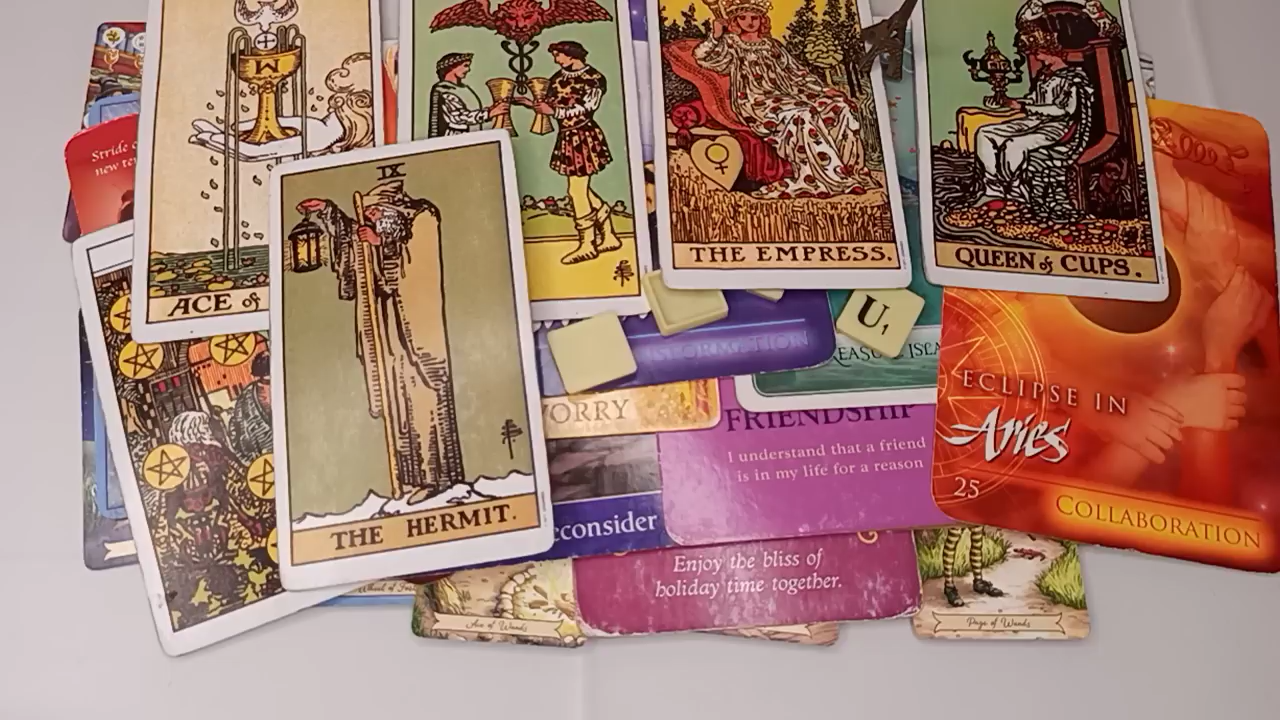 Stride
new
IX
ACE of
THE EMPRESS.
QUEEN of CUPS.
U1
ECLIPSE IN
Aries
25
COLLABORATION
FRIENDSHIP
I understand that a friend
is in my life for a reason
THE HERMIT.
Enjoy the bliss of
holiday time together.
Ace of Wands
Page of Wands